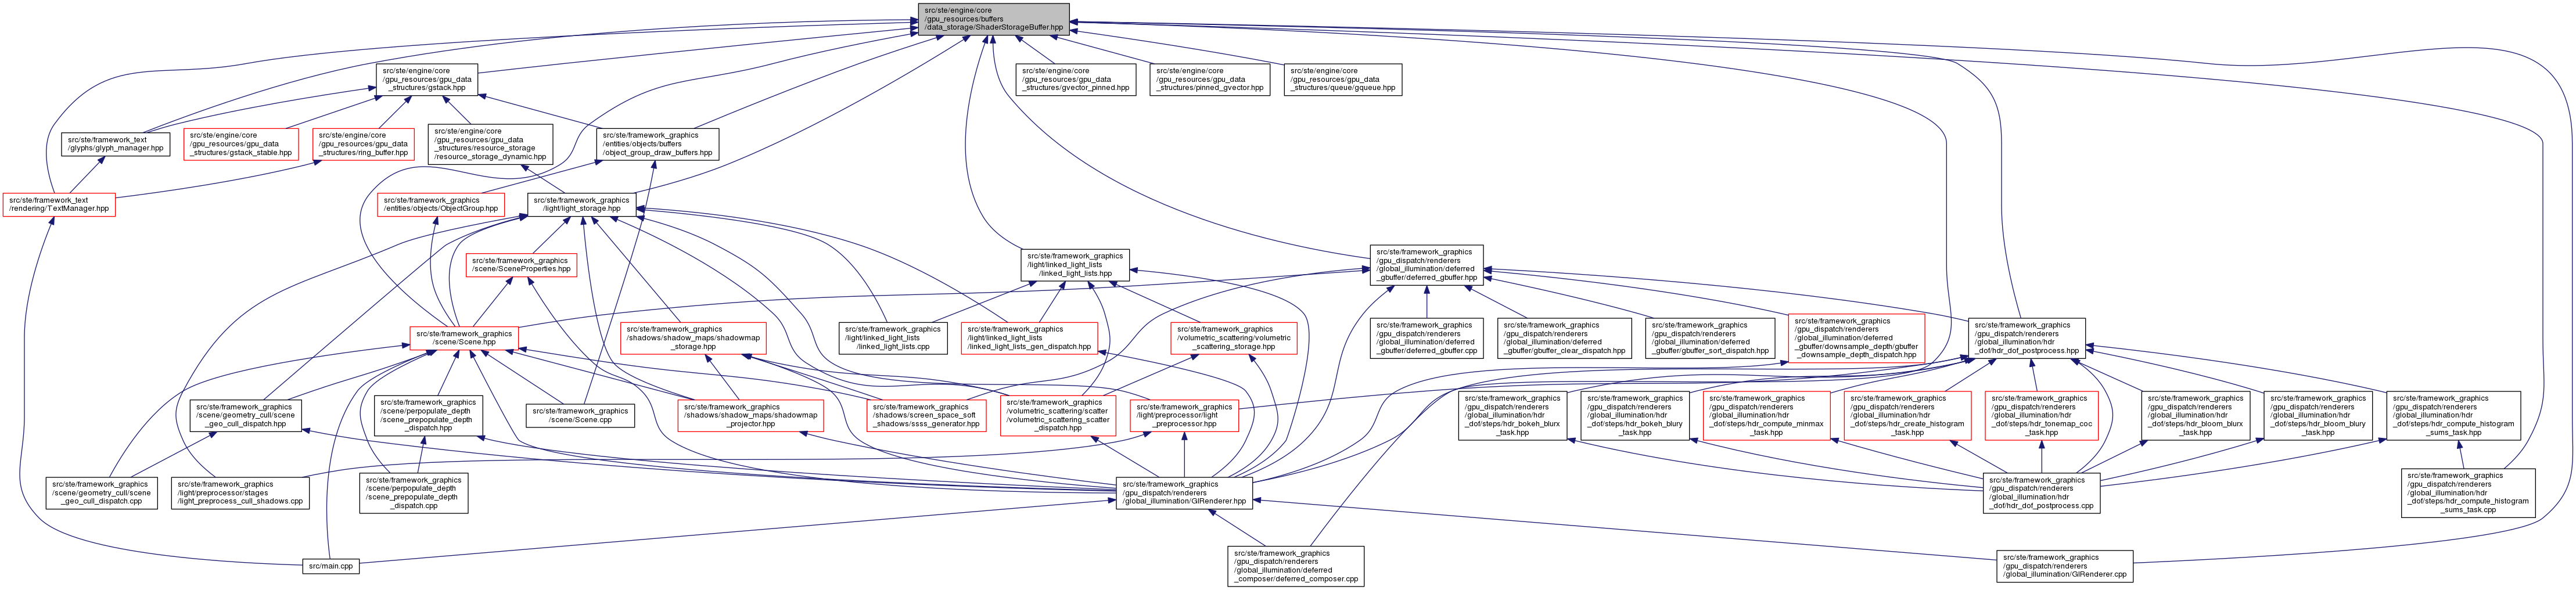 src/ste/engine/core
/gpu_resources/buffers
/data_storage/ShaderStorageBuffer.hpp
src/ste/engine/core
/gpu_resources/gpu_data
_structures/gstack.hpp
src/ste/engine/core
/gpu_resources/gpu_data
_structures/gvector_pinned.hpp
src/ste/engine/core
/gpu_resources/gpu_data
_structures/pinned_gvector.hpp
src/ste/engine/core
/gpu_resources/gpu_data
_structures/queue/gqueue.hpp
src/ste/framework_text
/glyphs/glyph_manager.hpp
src/ste/engine/core
/gpu_resources/gpu_data
_structures/gstack_stable.hpp
src/ste/engine/core
/gpu_resources/gpu_data
_structures/ring_buffer.hpp
src/ste/engine/core
/gpu_resources/gpu_data
_structures/resource_storage
/resource_storage_dynamic.hpp
src/ste/framework_graphics
/entities/objects/buffers
/object_group_draw_buffers.hpp
src/ste/framework_text
/rendering/TextManager.hpp
src/ste/framework_graphics
/entities/objects/ObjectGroup.hpp
src/ste/framework_graphics
/light/light_storage.hpp
src/ste/framework_graphics
/scene/SceneProperties.hpp
src/ste/framework_graphics
/light/linked_light_lists
/linked_light_lists.hpp
src/ste/framework_graphics
/gpu_dispatch/renderers
/global_illumination/deferred
_gbuffer/deferred_gbuffer.hpp
src/ste/framework_graphics
/scene/Scene.hpp
src/ste/framework_graphics
/shadows/shadow_maps/shadowmap
_storage.hpp
src/ste/framework_graphics
/light/linked_light_lists
/linked_light_lists.cpp
src/ste/framework_graphics
/light/linked_light_lists
/linked_light_lists_gen_dispatch.hpp
src/ste/framework_graphics
/volumetric_scattering/volumetric
_scattering_storage.hpp
src/ste/framework_graphics
/gpu_dispatch/renderers
/global_illumination/deferred
_gbuffer/deferred_gbuffer.cpp
src/ste/framework_graphics
/gpu_dispatch/renderers
/global_illumination/deferred
_gbuffer/gbuffer_clear_dispatch.hpp
src/ste/framework_graphics
/gpu_dispatch/renderers
/global_illumination/deferred
_gbuffer/gbuffer_sort_dispatch.hpp
src/ste/framework_graphics
/gpu_dispatch/renderers
/global_illumination/deferred
_gbuffer/downsample_depth/gbuffer
_downsample_depth_dispatch.hpp
src/ste/framework_graphics
/gpu_dispatch/renderers
/global_illumination/hdr
_dof/hdr_dof_postprocess.hpp
src/ste/framework_graphics
/scene/geometry_cull/scene
_geo_cull_dispatch.hpp
src/ste/framework_graphics
/scene/perpopulate_depth
/scene_prepopulate_depth
_dispatch.hpp
src/ste/framework_graphics
/scene/Scene.cpp
src/ste/framework_graphics
/shadows/shadow_maps/shadowmap
_projector.hpp
src/ste/framework_graphics
/shadows/screen_space_soft
_shadows/ssss_generator.hpp
src/ste/framework_graphics
/volumetric_scattering/scatter
/volumetric_scattering_scatter
_dispatch.hpp
src/ste/framework_graphics
/light/preprocessor/light
_preprocessor.hpp
src/ste/framework_graphics
/gpu_dispatch/renderers
/global_illumination/hdr
_dof/steps/hdr_bokeh_blurx
_task.hpp
src/ste/framework_graphics
/gpu_dispatch/renderers
/global_illumination/hdr
_dof/steps/hdr_bokeh_blury
_task.hpp
src/ste/framework_graphics
/gpu_dispatch/renderers
/global_illumination/hdr
_dof/steps/hdr_compute_minmax
_task.hpp
src/ste/framework_graphics
/gpu_dispatch/renderers
/global_illumination/hdr
_dof/steps/hdr_create_histogram
_task.hpp
src/ste/framework_graphics
/gpu_dispatch/renderers
/global_illumination/hdr
_dof/steps/hdr_tonemap_coc
_task.hpp
src/ste/framework_graphics
/gpu_dispatch/renderers
/global_illumination/hdr
_dof/steps/hdr_bloom_blurx
_task.hpp
src/ste/framework_graphics
/gpu_dispatch/renderers
/global_illumination/hdr
_dof/steps/hdr_bloom_blury
_task.hpp
src/ste/framework_graphics
/gpu_dispatch/renderers
/global_illumination/hdr
_dof/steps/hdr_compute_histogram
_sums_task.hpp
src/ste/framework_graphics
/scene/geometry_cull/scene
_geo_cull_dispatch.cpp
src/ste/framework_graphics
/light/preprocessor/stages
/light_preprocess_cull_shadows.cpp
src/ste/framework_graphics
/scene/perpopulate_depth
/scene_prepopulate_depth
_dispatch.cpp
src/ste/framework_graphics
/gpu_dispatch/renderers
/global_illumination/GIRenderer.hpp
src/ste/framework_graphics
/gpu_dispatch/renderers
/global_illumination/hdr
_dof/hdr_dof_postprocess.cpp
src/ste/framework_graphics
/gpu_dispatch/renderers
/global_illumination/hdr
_dof/steps/hdr_compute_histogram
_sums_task.cpp
src/main.cpp
src/ste/framework_graphics
/gpu_dispatch/renderers
/global_illumination/deferred
_composer/deferred_composer.cpp
src/ste/framework_graphics
/gpu_dispatch/renderers
/global_illumination/GIRenderer.cpp